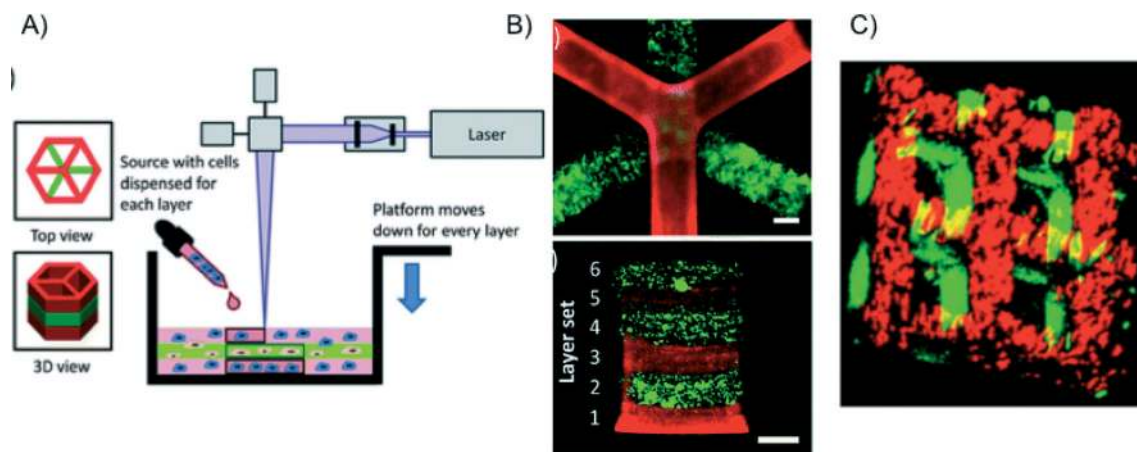 A)
B)
C)
)
Laser
Source with cells
dispensed for
each layer
Platform moves
down for every layer
Top view
3D view
)
)
Layer set
6
5
4
3
2
1